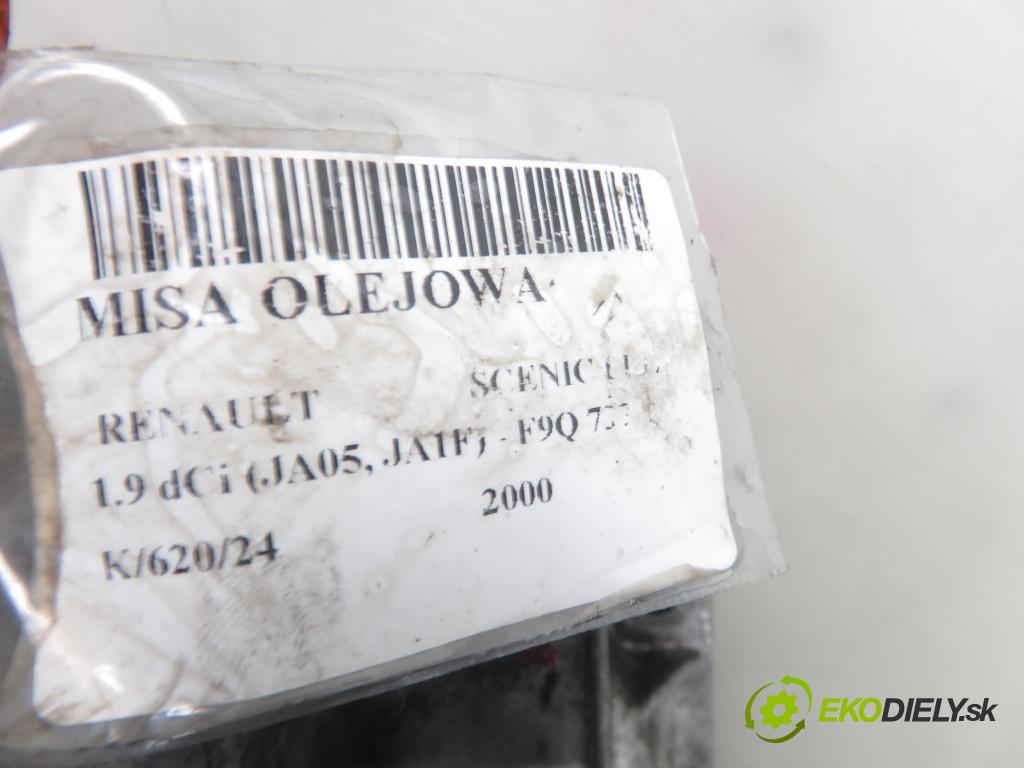 MISA OLEJOWA
RENAULT SCENIC
1.9 dCi (JA05, JA1F) - F9Q
2000
K/620/24
EKODIELY.sk